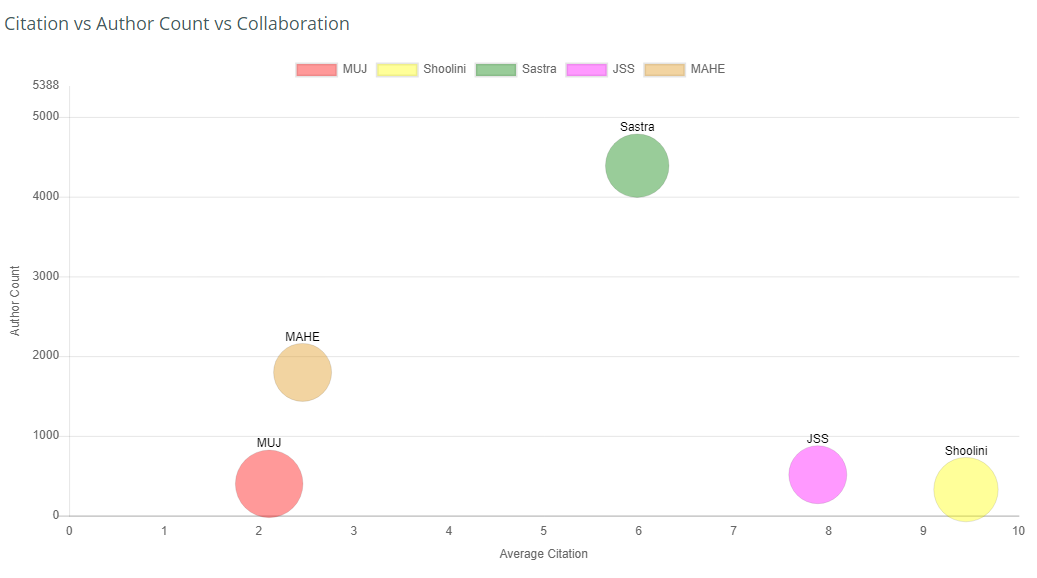 Citation vs Author Count vs Collaboration
MUJ Shoolini Sastra JSS MAHE
5388
5000
Sastra
4000
3000
Author Count
MAHE
2000
1000
MUJ
JSS
Shoolini
0
0 1 2 3 4 5 6 7 8 9 10
Average Citation